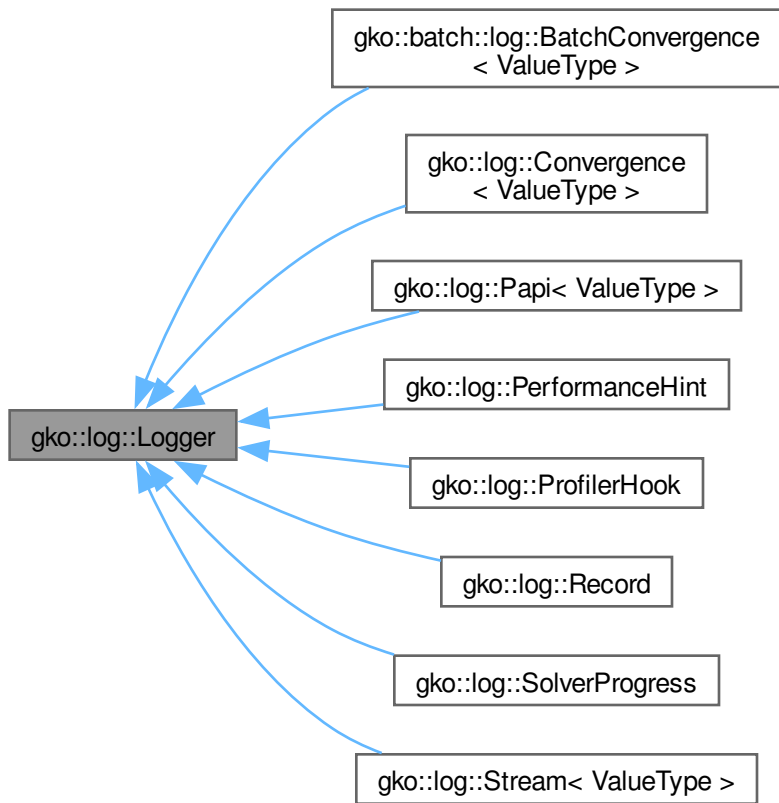 gko::batch::log::BatchConvergence
< ValueType >
gko::log::Convergence
< ValueType >
gko::log::Papi< ValueType >
gko::log::PerformanceHint
gko::log::Logger
gko::log::ProfilerHook
gko::log::Record
gko::log::SolverProgress
gko::log::Stream< ValueType >